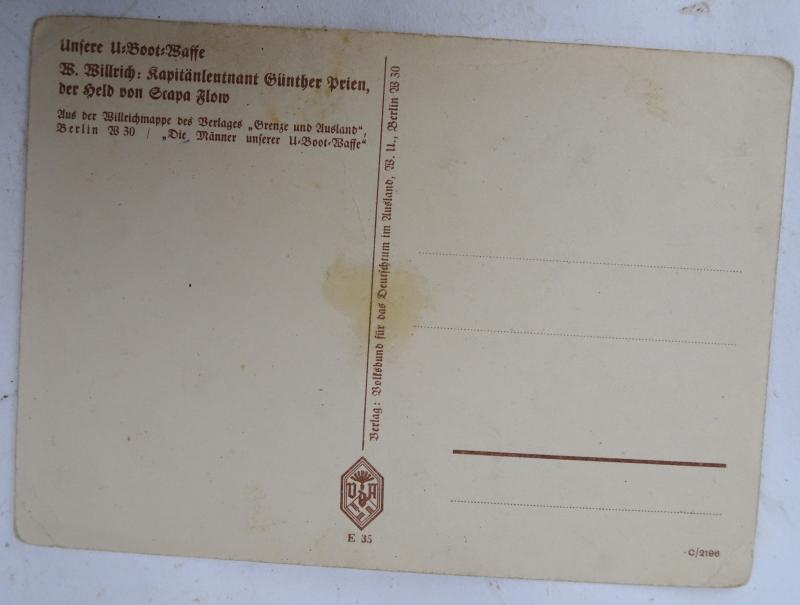 Unsere U-Boot-Waffe
W. Willrich: Kapitänleutnant Günther Prien,
der Held von Scapa Flow
Aus der Willrichmappe des Verlages „Grenze und Ausland",
Berlin W 30 / „Die Männer unserer U-Boot-Waffe"
Verlag: Volksbund für das Deutschtum im Ausland, W. U., Berlin W 30
VDA
E 35
C/2196